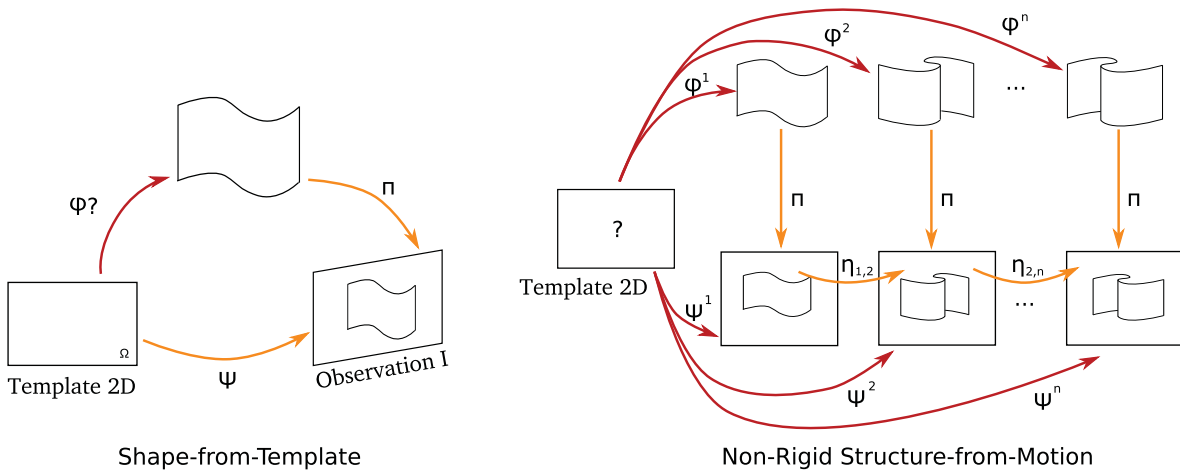 φ?
Π
Ω
Template 2D
Ψ
Observation I
Shape-from-Template
φ¹
φ²
φⁿ
...
Π
Π
Π
?
Template 2D
η₁,₂
η₂,ₙ
...
Ψ¹
Ψ²
Ψⁿ
Non-Rigid Structure-from-Motion